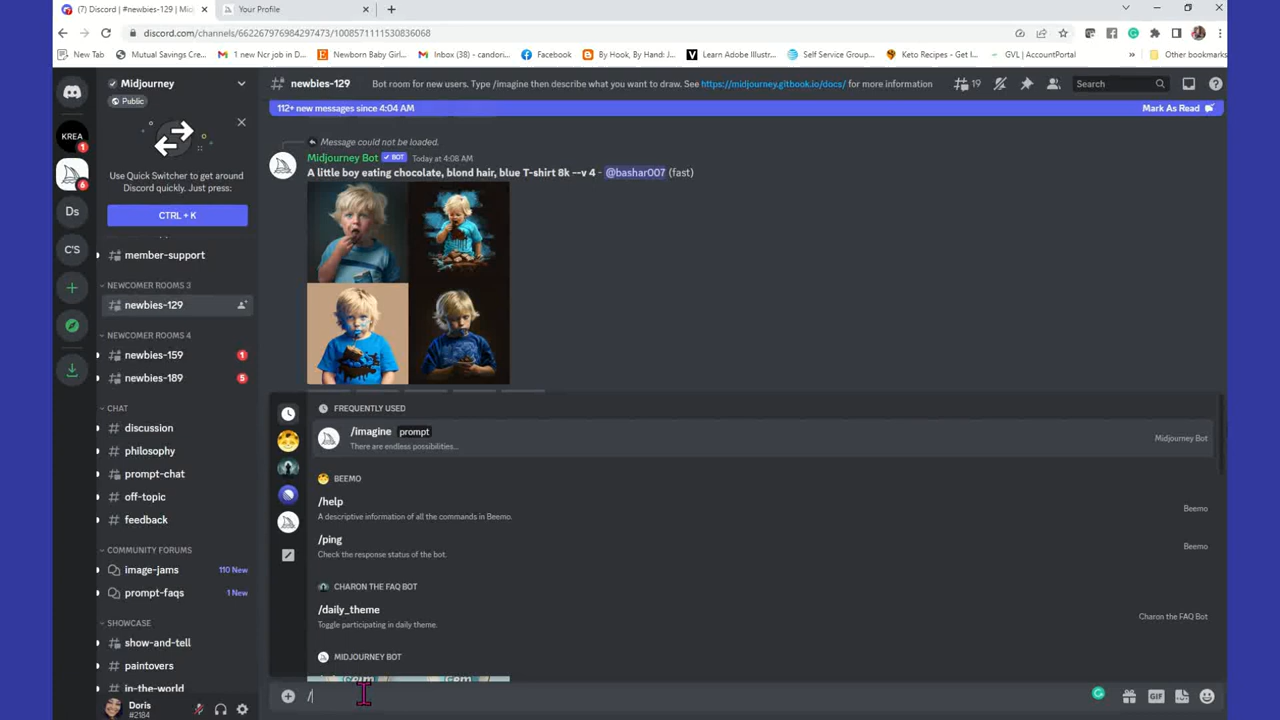 (7) Discord | #newbies-129 | Mid
Your Profile
discord.com/channels/662267976984297473/1008571111530836068
New Tab
Mutual Savings Cre...
1 new Ncr job in D...
Newborn Baby Girl...
Inbox (38) - candori...
Facebook
By Hook, By Hand: J...
Learn Adobe Illustrat...
Self Service Group...
Keto Recipes - Get I...
GVL | AccountPortal
Other bookmarks
Midjourney
Public
newbies-129
Bot room for new users. Type /imagine then describe what you want to draw. See https://midjourney.gitbook.io/docs/ for more information
19
Search
112+ new messages since 4:04 AM
Mark As Read
KREA
1
6
Ds
C'S
Use Quick Switcher to get around
Discord quickly. Just press:
CTRL + K
member-support
NEWCOMER ROOMS 3
newbies-129
NEWCOMER ROOMS 4
newbies-159
1
newbies-189
5
CHAT
discussion
philosophy
prompt-chat
off-topic
feedback
COMMUNITY FORUMS
image-jams
110 New
prompt-faqs
1 New
SHOWCASE
show-and-tell
paintovers
in-the-world
Doris
#2184
Message could not be loaded.
Midjourney Bot
BOT
Today at 4:08 AM
A little boy eating chocolate, blond hair, blue T-shirt 8k --v 4 - @bashar007 (fast)
FREQUENTLY USED
/imagine prompt
There are endless possibilities...
Midjourney Bot
BEEMO
/help
A descriptive information of all the commands in Beemo.
Beemo
/ping
Check the response status of the bot.
Beemo
CHARON THE FAQ BOT
/daily_theme
Toggle participating in daily theme.
Charon the FAQ Bot
MIDJOURNEY BOT
/
GIF